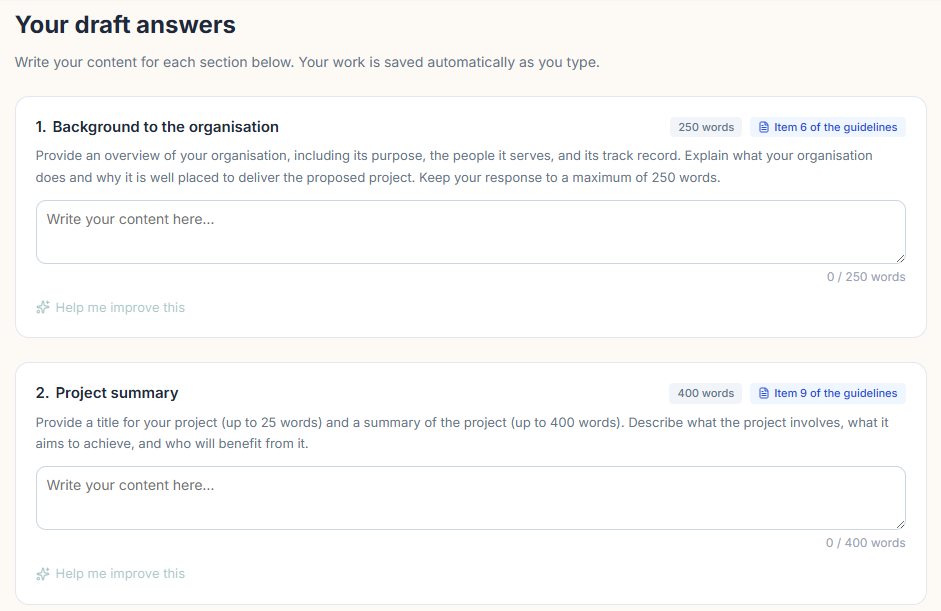 Your draft answers
Write your content for each section below. Your work is saved automatically as you type.
1. Background to the organisation
250 words
Item 6 of the guidelines
Provide an overview of your organisation, including its purpose, the people it serves, and its track record. Explain what your organisation
does and why it is well placed to deliver the proposed project. Keep your response to a maximum of 250 words.
Write your content here...
0 / 250 words
Help me improve this
2. Project summary
400 words
Item 9 of the guidelines
Provide a title for your project (up to 25 words) and a summary of the project (up to 400 words). Describe what the project involves, what it
aims to achieve, and who will benefit from it.
Write your content here...
0 / 400 words
Help me improve this